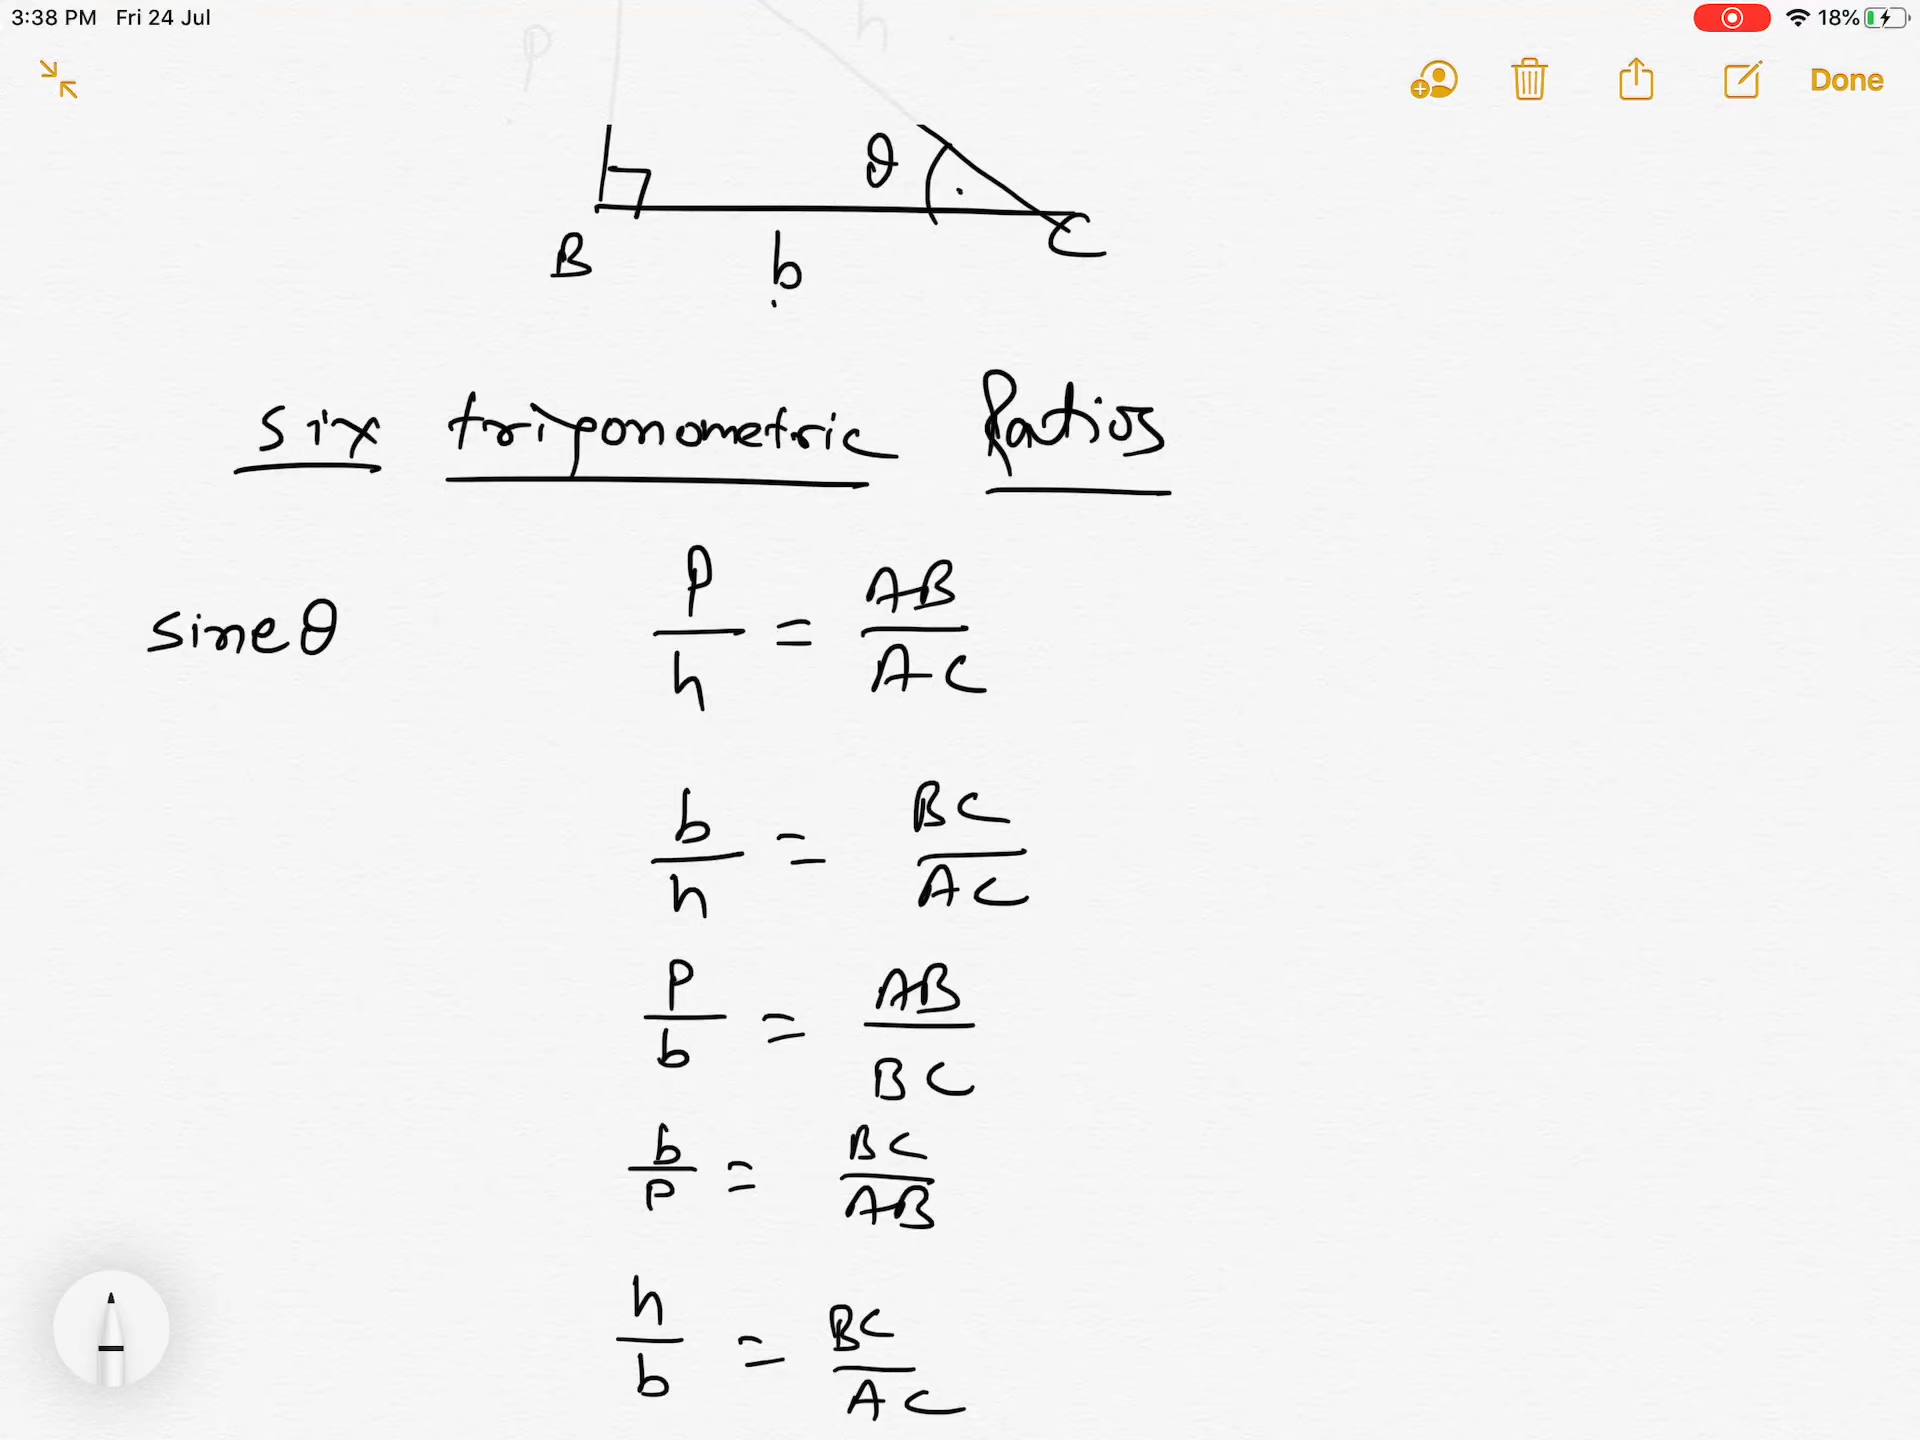 3:38 PM Fri 24 Jul 18%
Done
p h
θ
B b C
six trigonometric Ratios
sine θ p/h = AB/AC
b/h = BC/AC
p/b = AB/BC
b/p = BC/AB
h/b = BC/AC